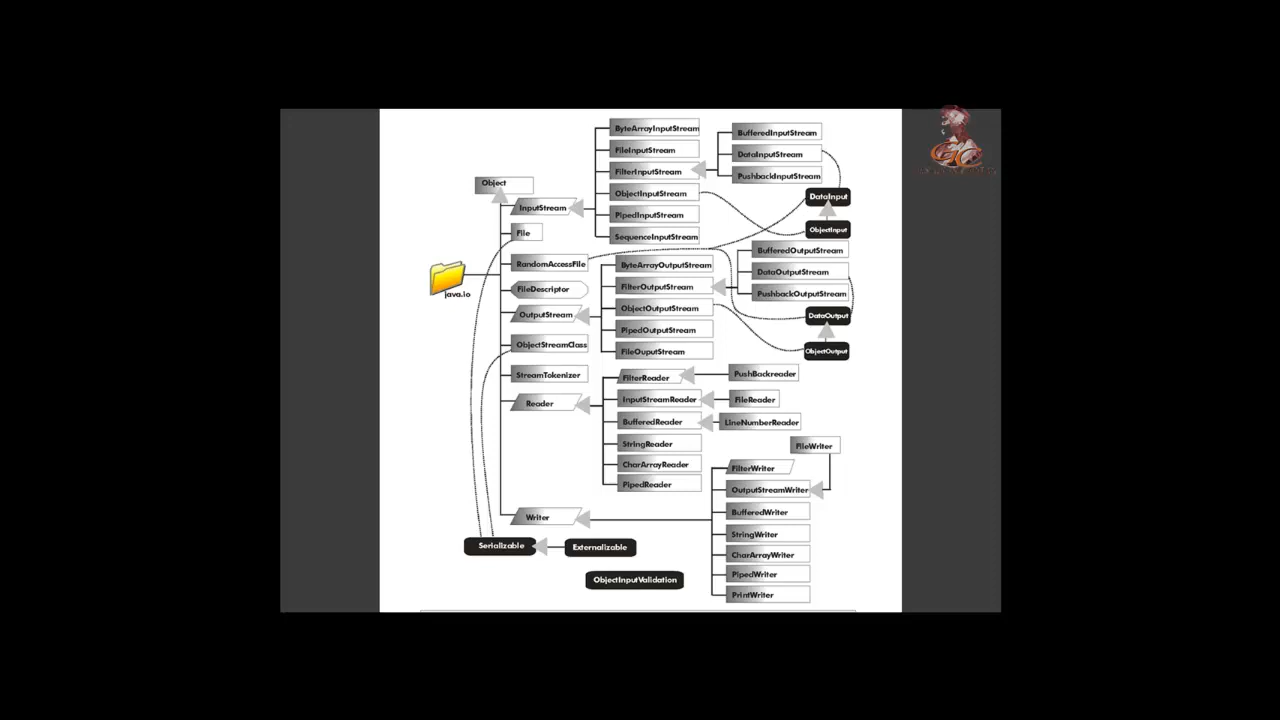 Object
InputStream
File
RandomAccessFile
FileDescriptor
OutputStream
ObjectStreamClass
StreamTokenizer
Reader
Writer
java.io
ByteArrayInputStream
FileInputStream
FilterInputStream
ObjectInputStream
PipedInputStream
SequenceInputStream
BufferedInputStream
DataInputStream
PushbackInputStream
DataInput
ObjectInput
ByteArrayOutputStream
FilterOutputStream
ObjectOutputStream
PipedOutputStream
FileOuputStream
BufferedOutputStream
DataOutputStream
PushbackOutputStream
DataOutput
ObjectOutput
FilterReader
InputStreamReader
BufferedReader
StringReader
CharArrayReader
PipedReader
PushBackreader
FileReader
LineNumberReader
FileWriter
FilterWriter
OutputStreamWriter
BufferedWriter
StringWriter
CharArrayWriter
PipedWriter
PrintWriter
Serializable
Externalizable
ObjectInputValidation